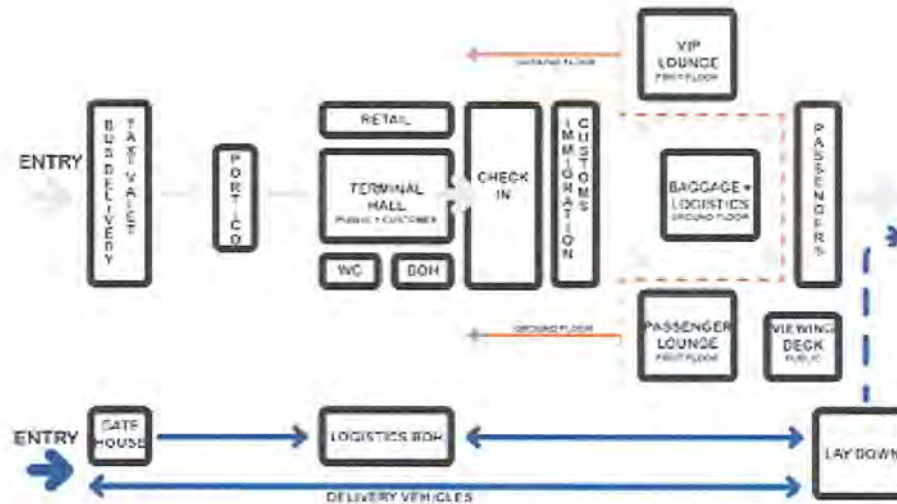 VIP
LOUNGE
FIRST FLOOR
GROUND FLOOR
ENTRY
BUS DELIVERY
TAXI VALET
PORTICO
RETAIL
TERMINAL
HALL
PUBLIC + CUSTOMER
WC
BOH
CHECK
IN
IMMIGRATION
CUSTOMS
BAGGAGE +
LOGISTICS
GROUND FLOOR
PASSENGERS
GROUND FLOOR
PASSENGER
LOUNGE
FIRST FLOOR
VIEWING
DECK
PUBLIC
ENTRY
GATE
HOUSE
LOGISTICS BOH
LAY DOWN
DELIVERY VEHICLES